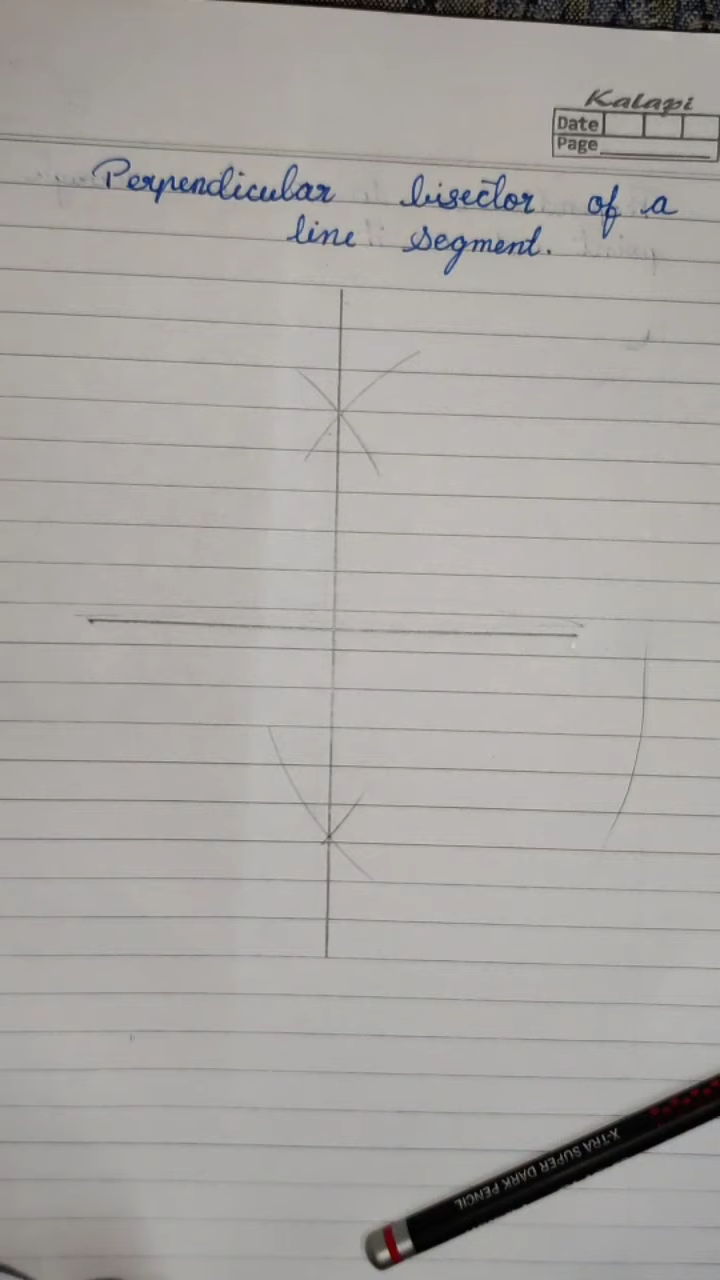 Kalapi
Date
Page
Perpendicular bisector of a
line segment.
X-TRA SUPER DARK PENCIL